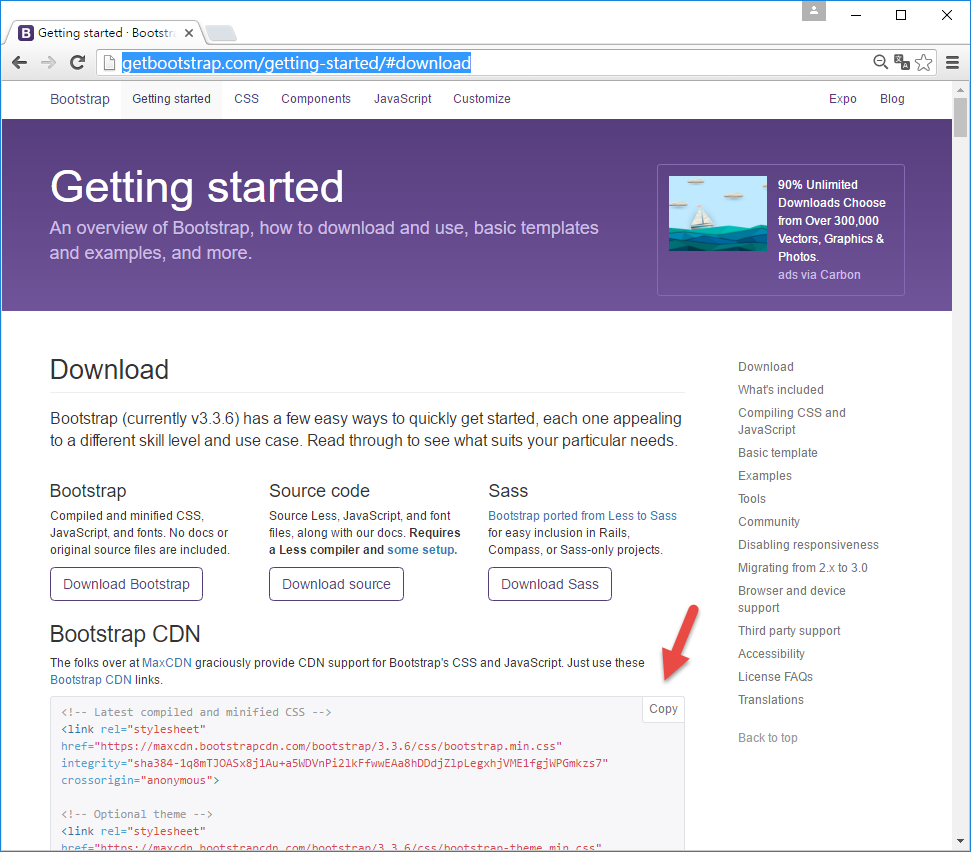 Getting started · Bootstr
getbootstrap.com/getting-started/#download
Bootstrap Getting started CSS Components JavaScript Customize Expo Blog
Getting started
An overview of Bootstrap, how to download and use, basic templates
and examples, and more.
90% Unlimited
Downloads Choose
from Over 300,000
Vectors, Graphics &
Photos.
ads via Carbon
Download
Bootstrap (currently v3.3.6) has a few easy ways to quickly get started, each one appealing
to a different skill level and use case. Read through to see what suits your particular needs.
Bootstrap
Compiled and minified CSS,
JavaScript, and fonts. No docs or
original source files are included.
Download Bootstrap
Source code
Source Less, JavaScript, and font
files, along with our docs. Requires
a Less compiler and some setup.
Download source
Sass
Bootstrap ported from Less to Sass
for easy inclusion in Rails,
Compass, or Sass-only projects.
Download Sass
Bootstrap CDN
The folks over at MaxCDN graciously provide CDN support for Bootstrap's CSS and JavaScript. Just use these
Bootstrap CDN links.
Copy
<!-- Latest compiled and minified CSS -->
<link rel="stylesheet"
href="https://maxcdn.bootstrapcdn.com/bootstrap/3.3.6/css/bootstrap.min.css"
integrity="sha384-1q8mTJOASx8j1Au+a5WDVnPi2lkFfwwEAa8hDDdjZlpLegxhjVME1fgjWPGmkzs7"
crossorigin="anonymous">
<!-- Optional theme -->
<link rel="stylesheet"
href="https://maxcdn.bootstrapcdn.com/bootstrap/3.3.6/css/bootstrap-theme.min.css"
Download
What's included
Compiling CSS and
JavaScript
Basic template
Examples
Tools
Community
Disabling responsiveness
Migrating from 2.x to 3.0
Browser and device
support
Third party support
Accessibility
License FAQs
Translations
Back to top